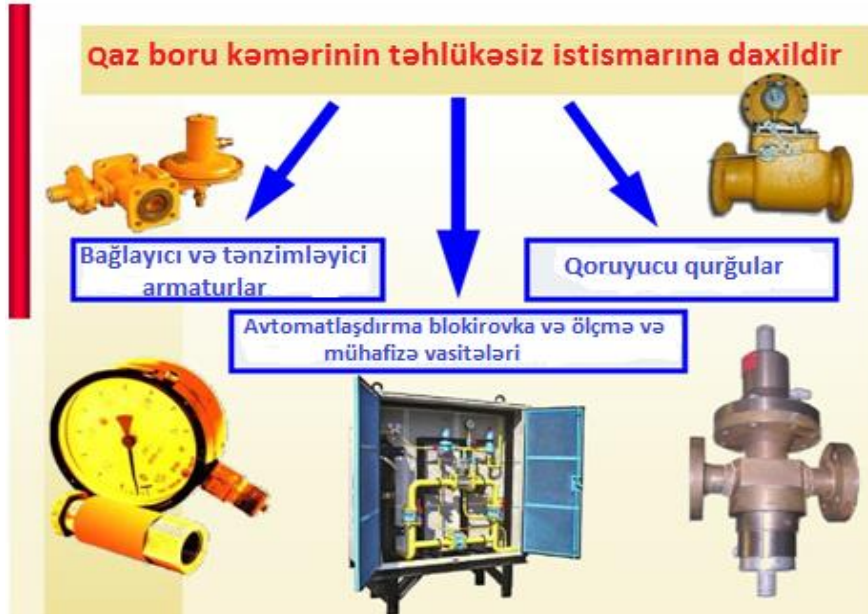 Qaz boru kəmərinin təhlükəsiz istismarına daxildir
Bağlayıcı və tənzimləyici
armaturlar
Qoruyucu qurğular
Avtomatlaşdırma blokirovka və ölçmə və
mühafizə vasitələri